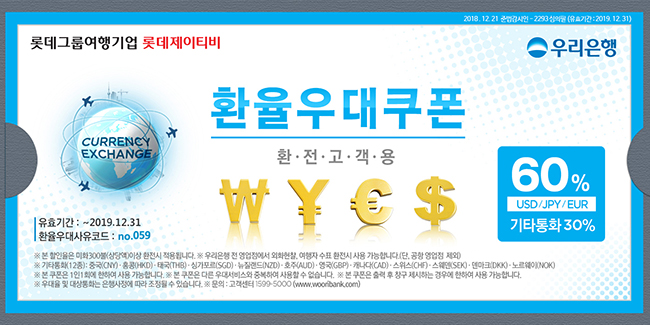 2018. 12. 21 준법감시인 - 2293 심의필 (유효기간 : 2019. 12. 31)
롯데그룹여행기업 롯데제이티비
우리은행
환율우대쿠폰
환·전·고·객·용
CURRENCY
EXCHANGE
₩ ¥ € $
60%
USD/JPY/EUR
기타통화 30%
유효기간 : ~2019.12.31
환율우대사유코드 : no.059
※ 본 할인율은 미화300불(상당액)이상 환전시 적용됩니다. ※ 우리은행 전 영업점에서 외화현찰, 여행자 수표 환전시 사용 가능합니다.(단, 공항 영업점 제외)
※ 기타통화(12종) : 중국(CNY) · 홍콩(HKD) · 태국(THB) · 싱가포르(SGD) · 뉴질랜드(NZD) · 호주(AUD) · 영국(GBP) · 캐나다(CAD) · 스위스(CHF) · 스웨덴(SEK) · 덴마크(DKK) · 노르웨이(NOK)
※ 본 쿠폰은 1인1회에 한하여 사용 가능합니다. ※ 본 쿠폰은 다른 우대서비스와 중복하여 사용할 수 없습니다. ※ 본 쿠폰은 출력 후 창구 제시하는 경우에 한하여 사용 가능합니다.
※ 우대율 및 대상통화는 은행사정에 따라 조정될 수 있습니다. ※ 문의 : 고객센터 1599-5000 (www.wooribank.com)